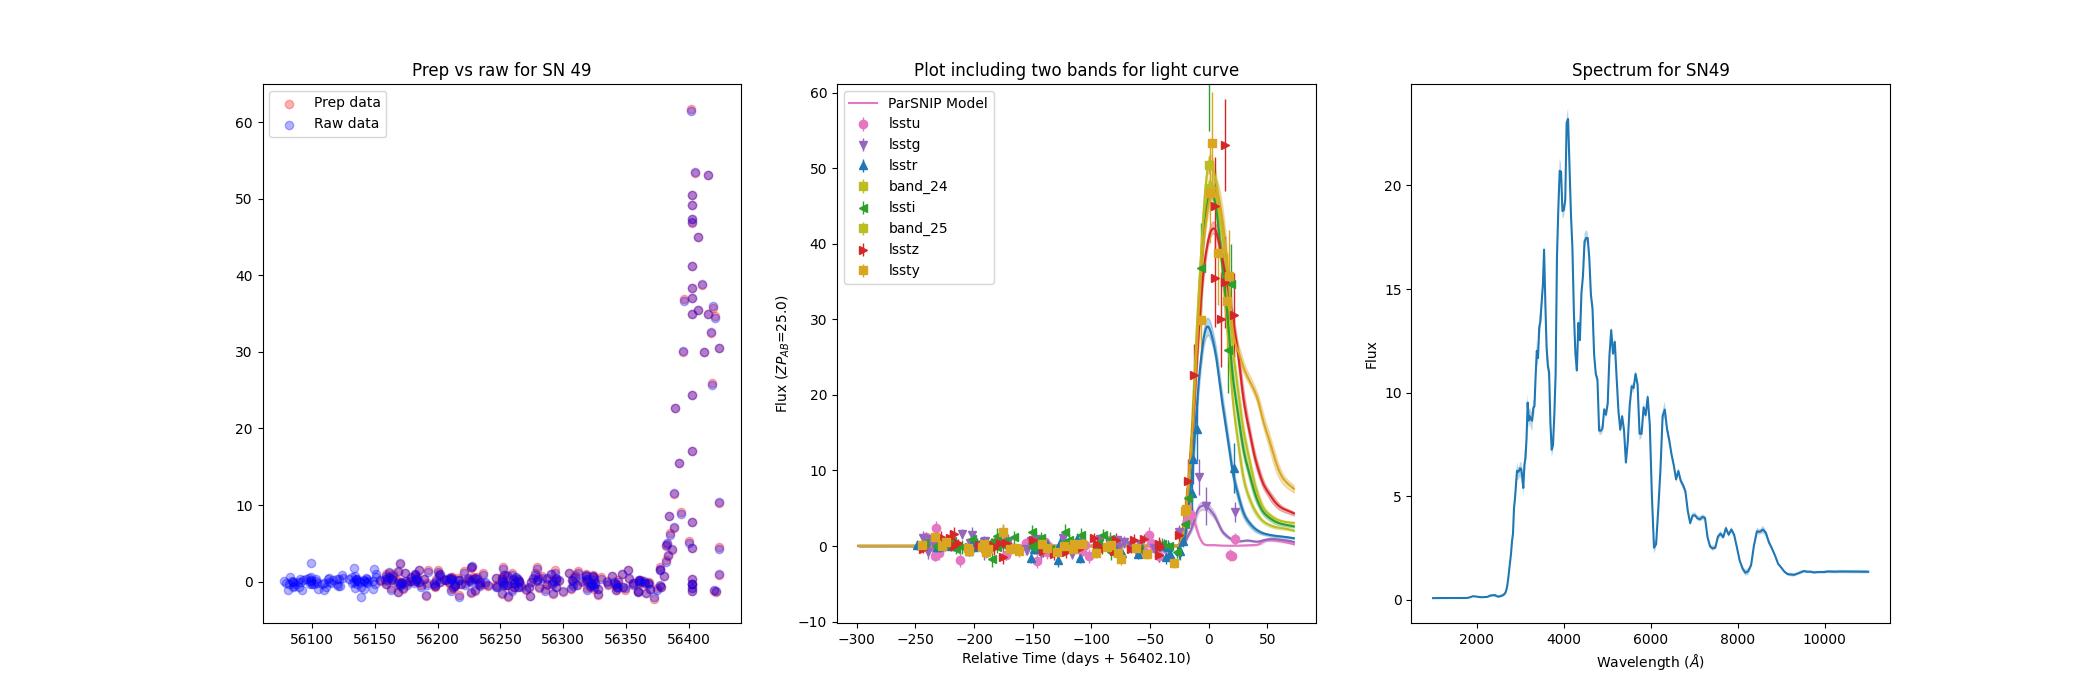 Prep vs raw for SN 49
Prep data
Raw data
60
50
40
30
20
10
0
56100 56150 56200 56250 56300 56350 56400
Plot including two bands for light curve
Flux (ZP_AB=25.0)
ParSNIP Model
lsstu
lsstg
lsstr
band_24
lssti
band_25
lsstz
lssty
60
50
40
30
20
10
0
−10
−300 −250 −200 −150 −100 −50 0 50
Relative Time (days + 56402.10)
Spectrum for SN49
Flux
20
15
10
5
0
2000 4000 6000 8000 10000
Wavelength (Å)